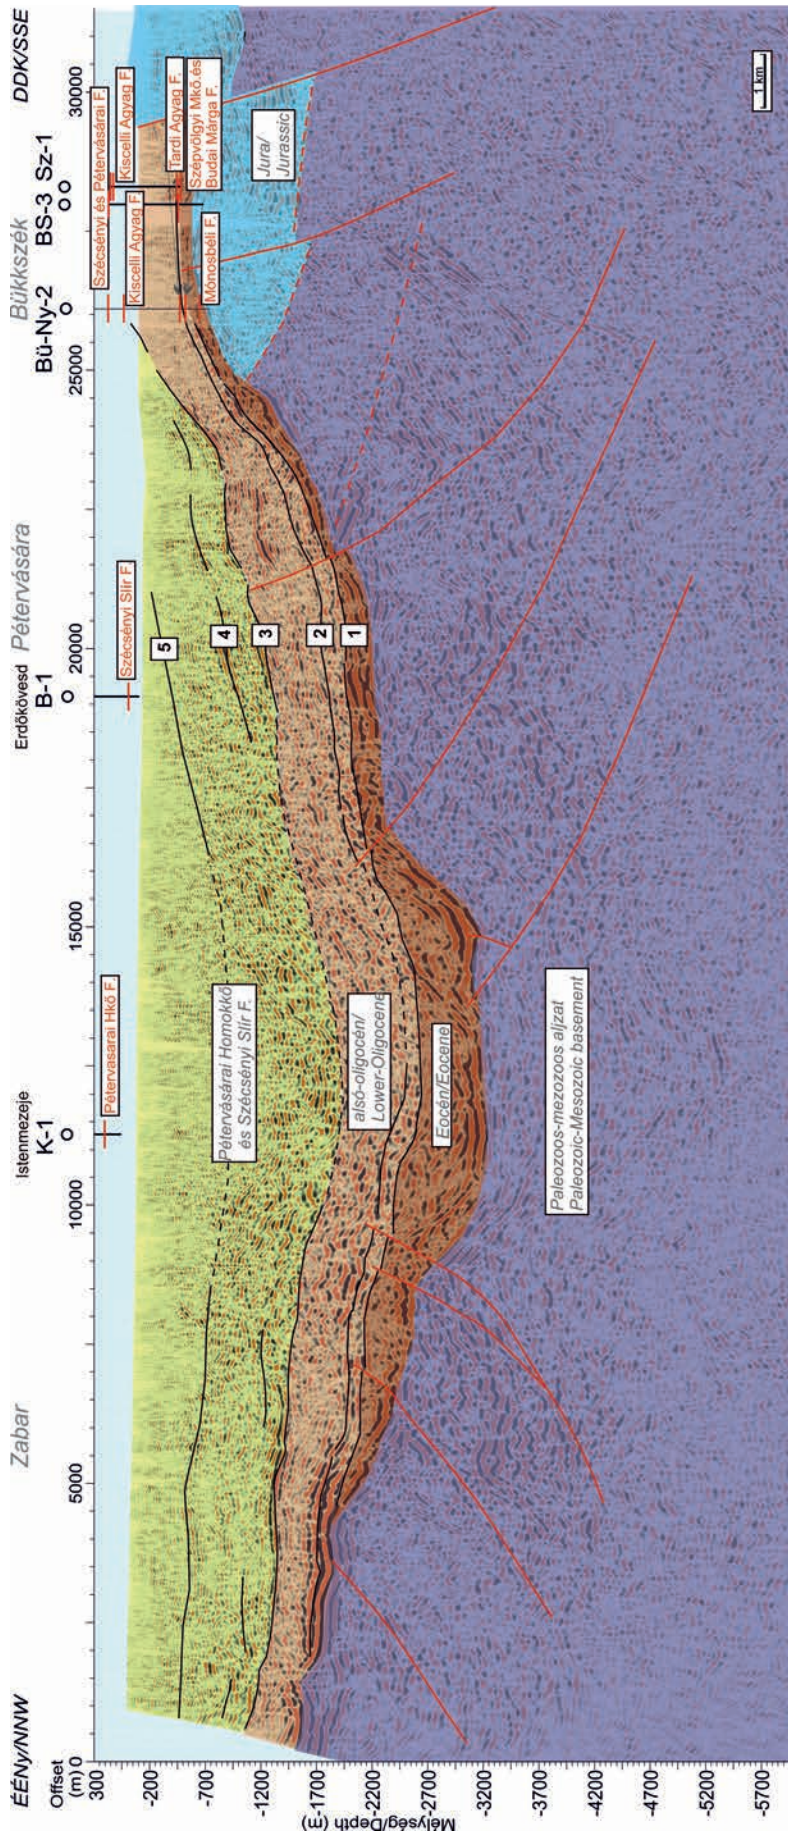 ÉÉNy/NNW
Zabar
Istenmezeje
Erdőkövesd
Pétervására
Bükkszék
DDK/SSE
K-1
B-1
Bü-Ny-2
BS-3
Sz-1
Offset
(m)
0
5000
10000
15000
20000
25000
30000
300
-200
-700
-1200
-1700
-2200
-2700
-3200
-3700
-4200
-4700
-5200
-5700
Mélység/Depth (m)
Pétervasarai Hkő F.
Szécsényi Slír F.
Szécsényi és Pétervásárai F.
Kiscelli Agyag F.
Kiscelli Agyag F.
Tardi Agyag F.
Szépvölgyi Mkő.és
Budai Márga F.
Mónosbéli F.
5
4
3
2
1
Pétervásárai Homokkő
és Szécsényi Slír F.
alsó-oligocén/
Lower-Oligocene
Eocén/Eocene
Jura/
Jurassic
Paleozoos-mezozoos aljzat
Paleozoic-Mesozoic basement
1 km